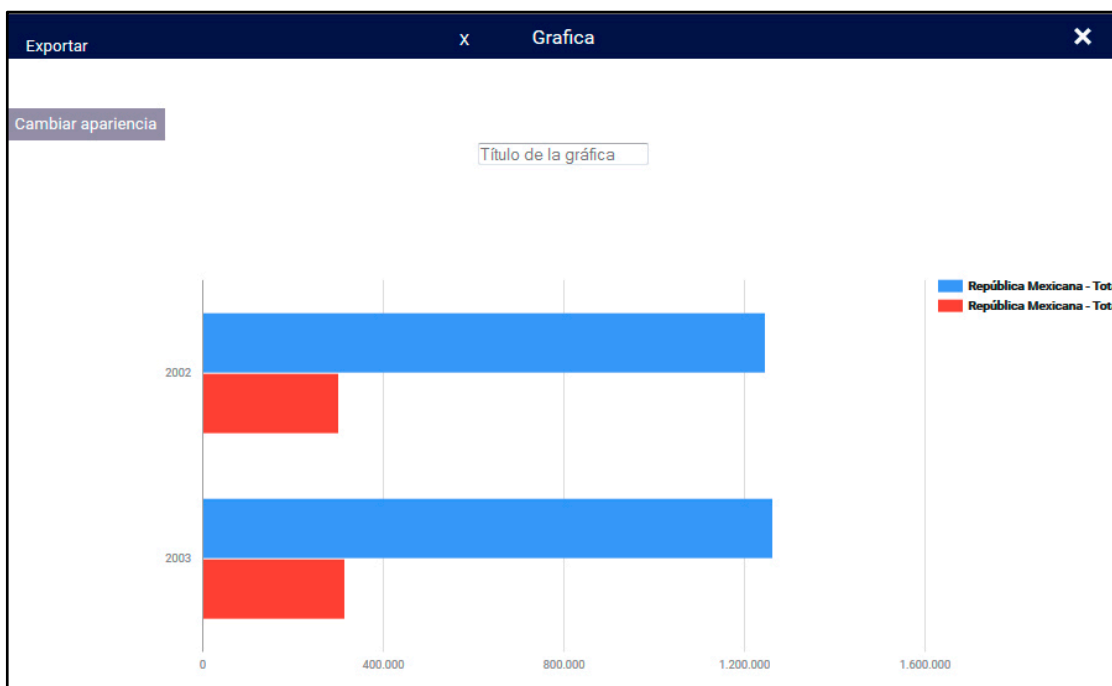 Exportar
X
Grafica
Cambiar apariencia
Título de la gráfica
República Mexicana - Tot
República Mexicana - Tot
2002
2003
0
400.000
800.000
1.200.000
1.600.000